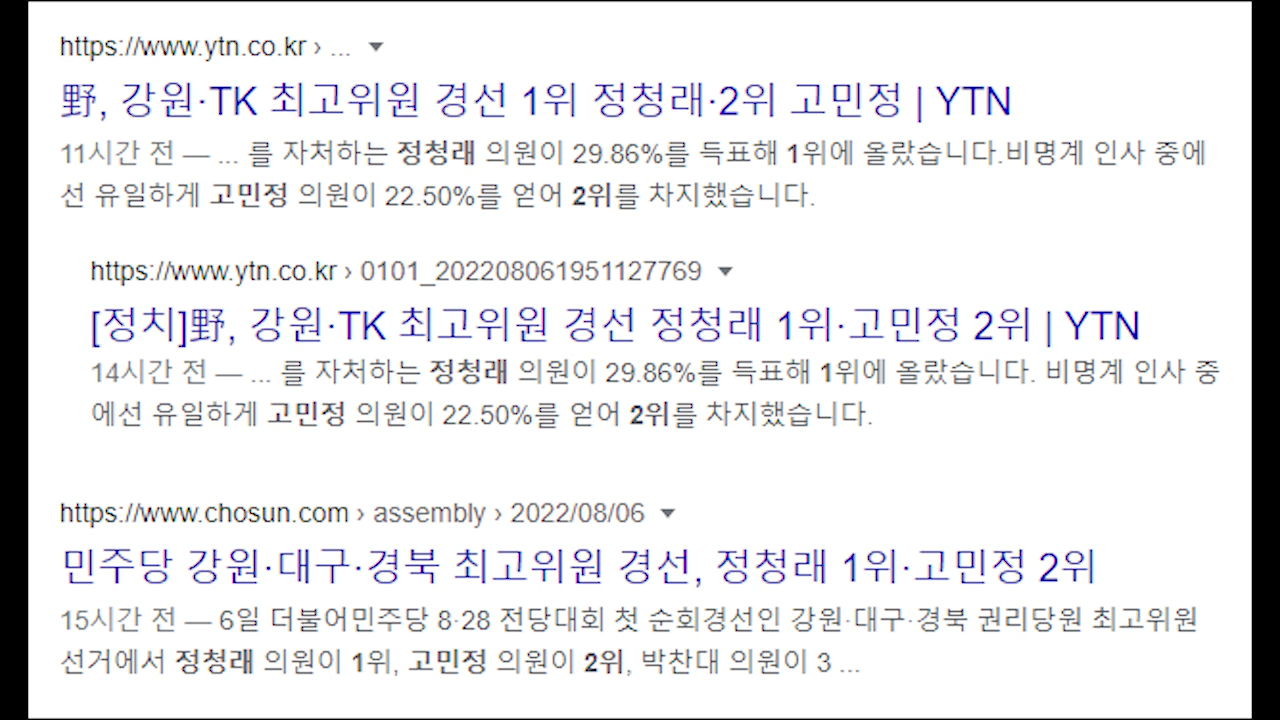 https://www.ytn.co.kr › ...
野, 강원·TK 최고위원 경선 1위 정청래·2위 고민정 | YTN
11시간 전 — ... 를 자처하는 정청래 의원이 29.86%를 득표해 1위에 올랐습니다.비명계 인사 중에
선 유일하게 고민정 의원이 22.50%를 얻어 2위를 차지했습니다.
https://www.ytn.co.kr › 0101_202208061951127769
[정치]野, 강원·TK 최고위원 경선 정청래 1위·고민정 2위 | YTN
14시간 전 — ... 를 자처하는 정청래 의원이 29.86%를 득표해 1위에 올랐습니다. 비명계 인사 중
에선 유일하게 고민정 의원이 22.50%를 얻어 2위를 차지했습니다.
https://www.chosun.com › assembly › 2022/08/06
민주당 강원·대구·경북 최고위원 경선, 정청래 1위·고민정 2위
15시간 전 — 6일 더불어민주당 8·28 전당대회 첫 순회경선인 강원·대구·경북 권리당원 최고위원
선거에서 정청래 의원이 1위, 고민정 의원이 2위, 박찬대 의원이 3 ...